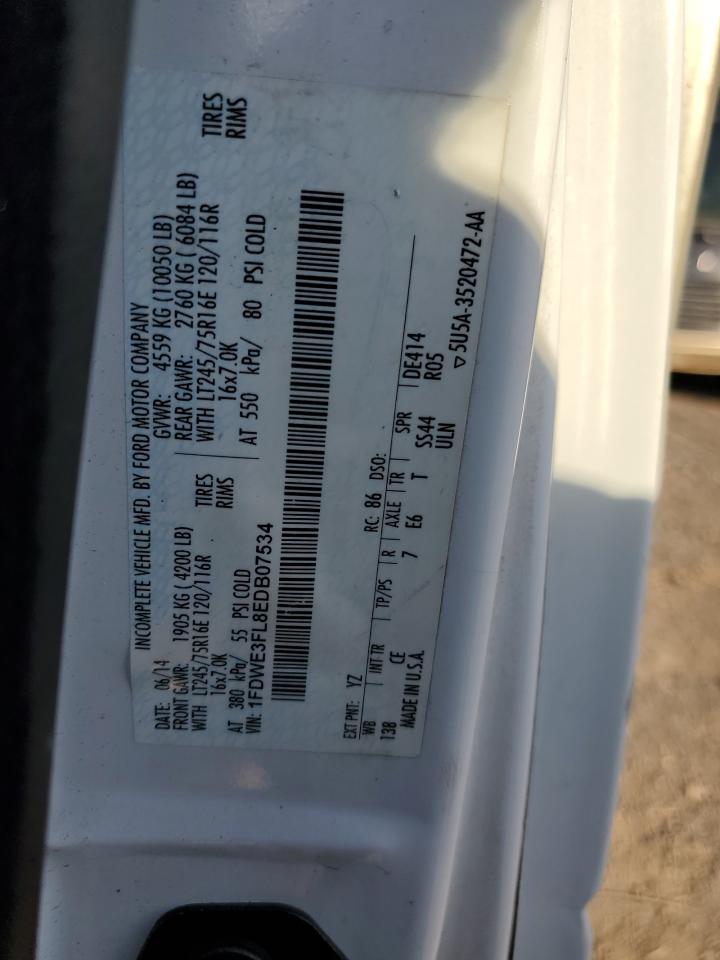 INCOMPLETE VEHICLE MFD. BY FORD MOTOR COMPANY
DATE: 06/14 GVWR: 4559 KG (10050 LB)
FRONT GAWR: 1905 KG ( 4200 LB) REAR GAWR: 2760 KG ( 6084 LB)
WITH LT245/75R16E 120/116R TIRES WITH LT245/75R16E 120/116R TIRES
16x7.0K RIMS 16x7.0K RIMS
AT 380 kPa/ 55 PSI COLD AT 550 kPa/ 80 PSI COLD
VIN: 1FDWE3FL8EDB07534
EXT PNT: YZ RC: 86 DSO:
WB INT TR TP/PS R AXLE TR SPR
138 CE 7 E6 T SS44 DE414
MADE IN U.S.A. ULN R05
▽5U5A-3520472-AA